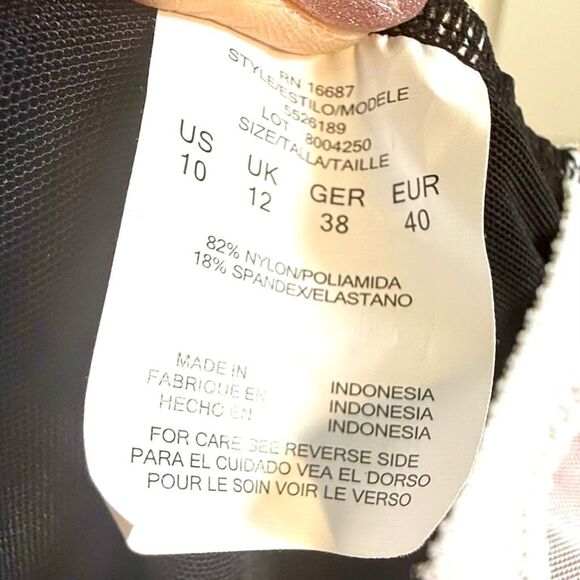 RN 16687
STYLE/ESTILO/MODELE
5526189
LOT 8004250
SIZE/TALLA/TAILLE
US UK GER EUR
10 12 38 40
82% NYLON/POLIAMIDA
18% SPANDEX/ELASTANO
MADE IN INDONESIA
FABRIQUE EN INDONESIA
HECHO EN INDONESIA
FOR CARE SEE REVERSE SIDE
PARA EL CUIDADO VEA EL DORSO
POUR LE SOIN VOIR LE VERSO